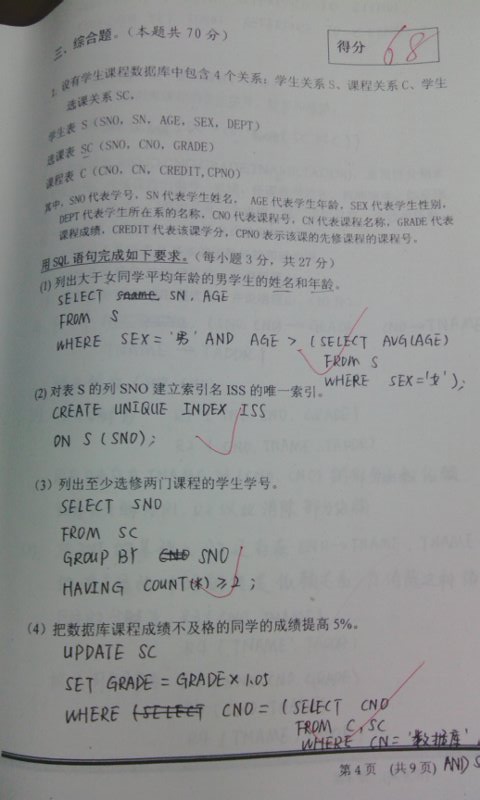 三、综合题。(本题共 70 分)
得分 68
1. 设有学生课程数据库中包含 4 个关系：学生关系 S、课程关系 C、学生
选课关系 SC，
学生表 S（SNO, SN, AGE, SEX, DEPT）
选课表 SC（SNO, CNO, GRADE）
课程表 C（CNO, CN, CREDIT,CPNO）
其中，SNO 代表学号，SN 代表学生姓名， AGE 代表学生年龄，SEX 代表学生性别，
DEPT 代表学生所在系的名称，CNO 代表课程号，CN 代表课程名称，GRADE 代表
课程成绩，CREDIT 代表该课学分，CPNO 表示该课的先修课程的课程号。
用 SQL 语句完成如下要求。（每小题 3 分，共 27 分）
(1) 列出大于女同学平均年龄的男学生的姓名和年龄。
SELECT sname SN, AGE
FROM S
WHERE SEX='男' AND AGE > (SELECT AVG(AGE)
FROM S
WHERE SEX='女');
(2) 对表 S 的列 SNO 建立索引名 ISS 的唯一索引。
CREATE UNIQUE INDEX ISS
ON S (SNO);
（3）列出至少选修两门课程的学生学号。
SELECT SNO
FROM SC
GROUP BY CNO SNO
HAVING COUNT(*) ≥ 2;
（4）把数据库课程成绩不及格的同学的成绩提高 5%。
UPDATE SC
SET GRADE = GRADE × 1.05
WHERE (SELECT CNO = (SELECT CNO
FROM C, SC
WHERE CN = '数据库'
第 4 页 (共 9 页) AND S